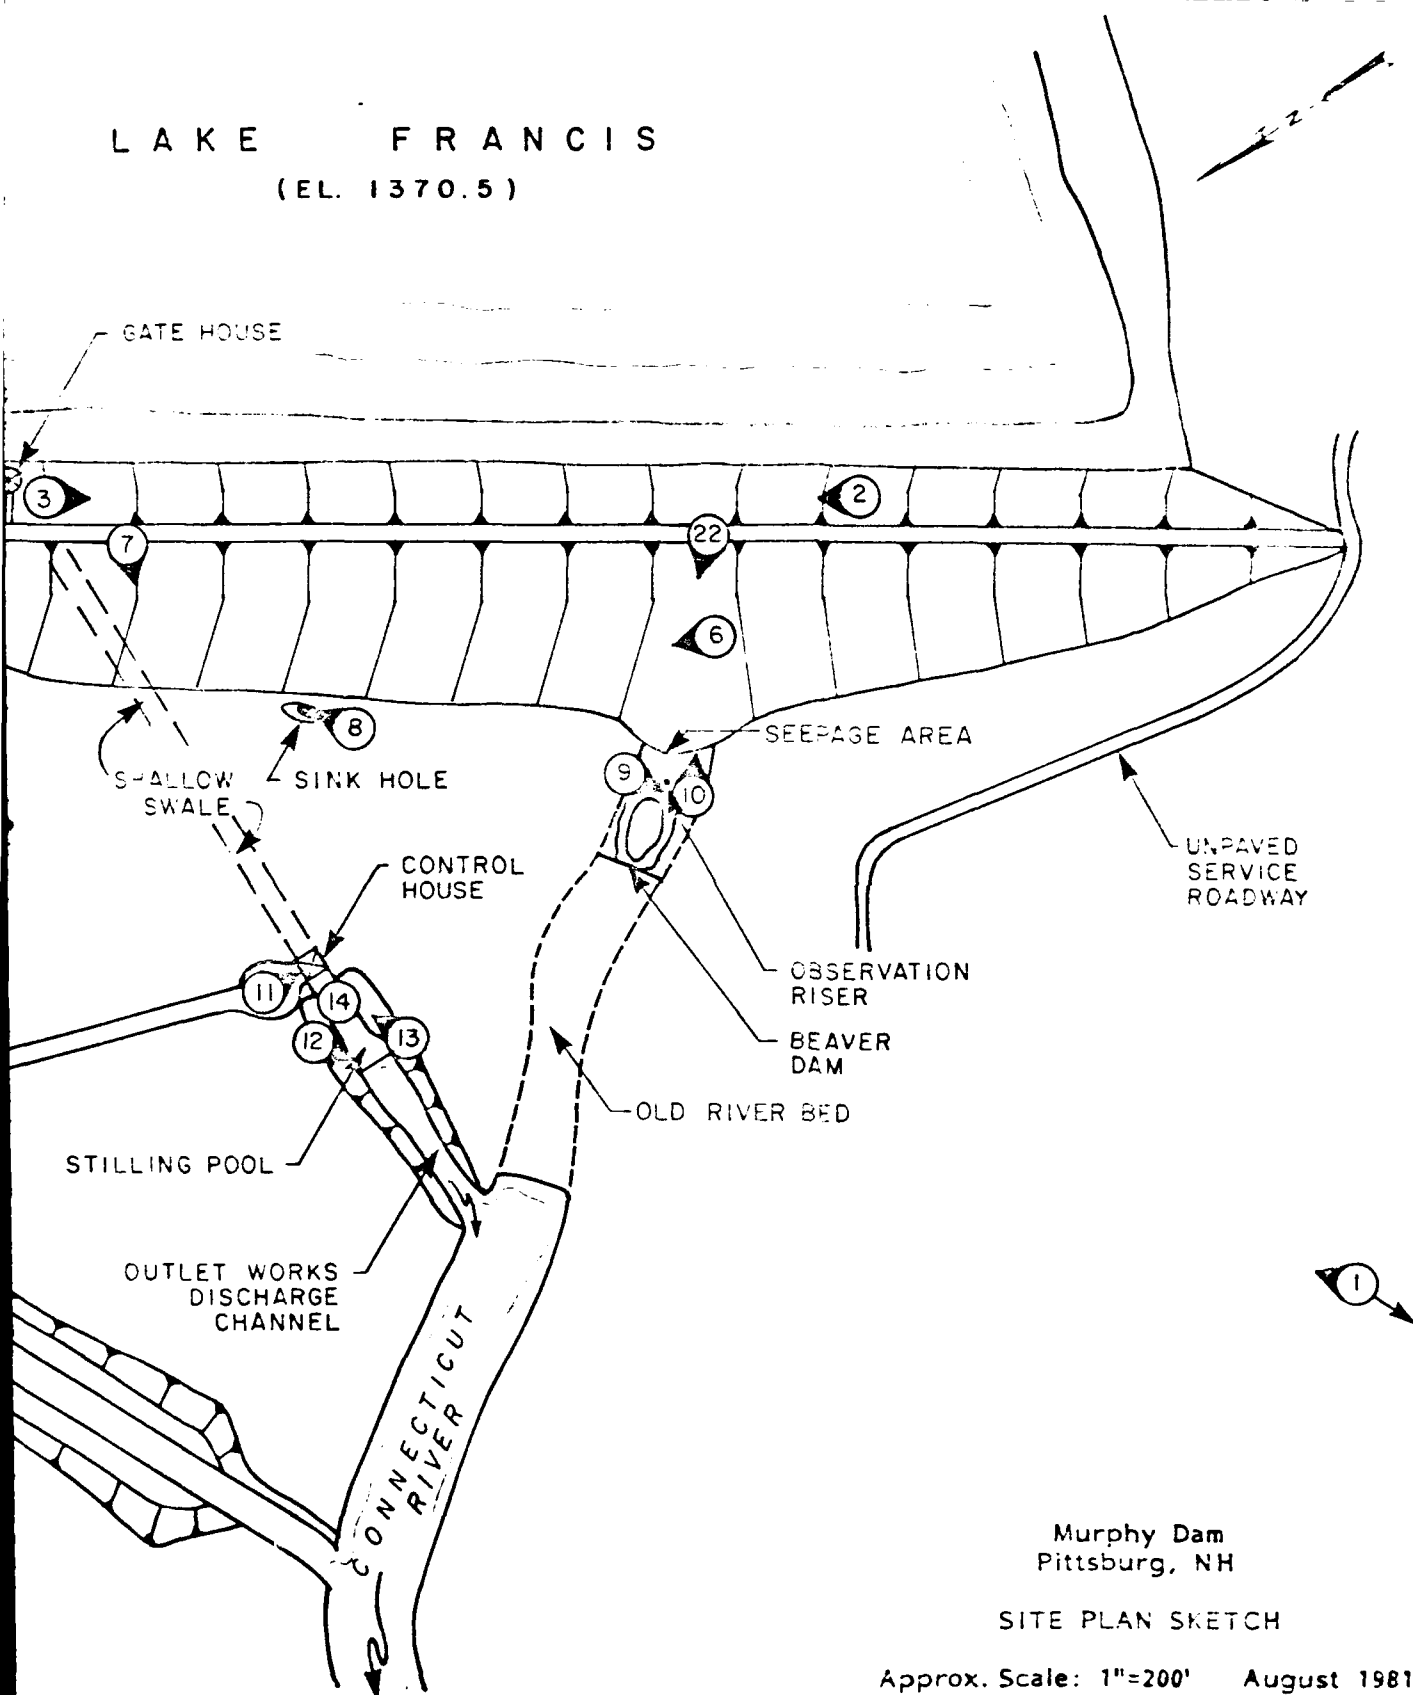 LAKE FRANCIS
(EL. 1370.5)
N
GATE HOUSE
3
2
7
22
6
8
SEEPAGE AREA
9
10
SHALLOW
SWALE
SINK HOLE
CONTROL
HOUSE
UNPAVED
SERVICE
ROADWAY
OBSERVATION
RISER
11
14
12
13
BEAVER
DAM
OLD RIVER BED
STILLING POOL
OUTLET WORKS
DISCHARGE
CHANNEL
1
CONNECTICUT
RIVER
Murphy Dam
Pittsburg, NH
SITE PLAN SKETCH
Approx. Scale: 1"=200' August 1981